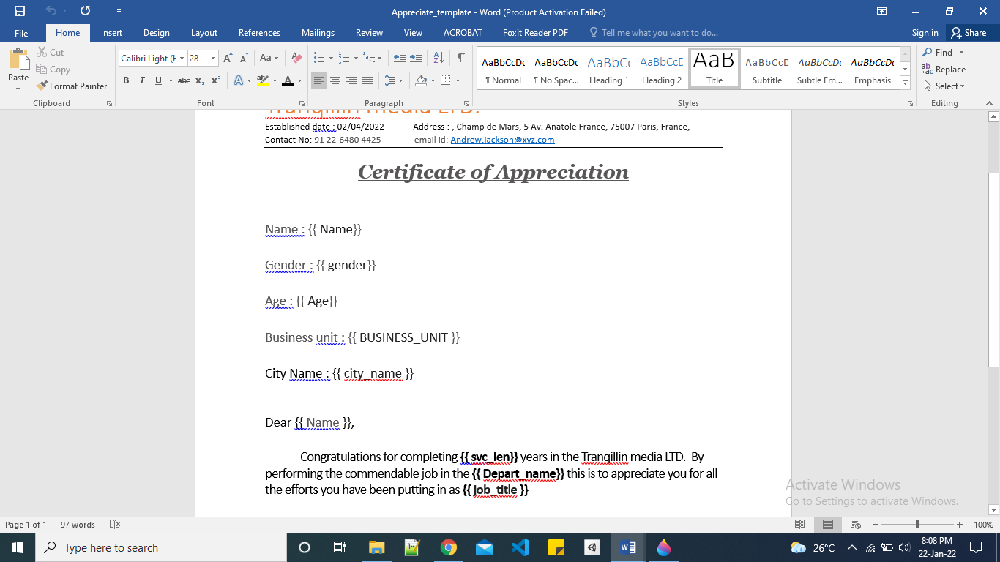 Appreciate_template - Word (Product Activation Failed)
File Home Insert Design Layout References Mailings Review View ACROBAT Foxit Reader PDF Tell me what you want to do... Sign in Share
Paste
Cut
Copy
Format Painter
Clipboard
Calibri Light (H 28
Font
Paragraph
AaBbCcDc AaBbCcDc AaBbCc AaBbCcD AaB AaBbCcD AaBbCcDc AaBbCcDc
¶ Normal ¶ No Spac... Heading 1 Heading 2 Title Subtitle Subtle Em... Emphasis
Styles
Find
Replace
Select
Editing
Tranqillin media LTD.
Established date : 02/04/2022 Address : , Champ de Mars, 5 Av. Anatole France, 75007 Paris, France,
Contact No: 91 22-6480 4425 email id: Andrew.jackson@xyz.com
Certificate of Appreciation
Name : {{ Name}}
Gender : {{ gender}}
Age : {{ Age}}
Business unit : {{ BUSINESS_UNIT }}
City Name : {{ city_name }}
Dear {{ Name }},
Congratulations for completing {{ svc_len}} years in the Tranqillin media LTD. By
performing the commendable job in the {{ Depart_name}} this is to appreciate you for all
the efforts you have been putting in as {{ job_title }}
Activate Windows
Go to Settings to activate Windows.
Page 1 of 1 97 words 100%
Type here to search
26°C
8:08 PM
22-Jan-22